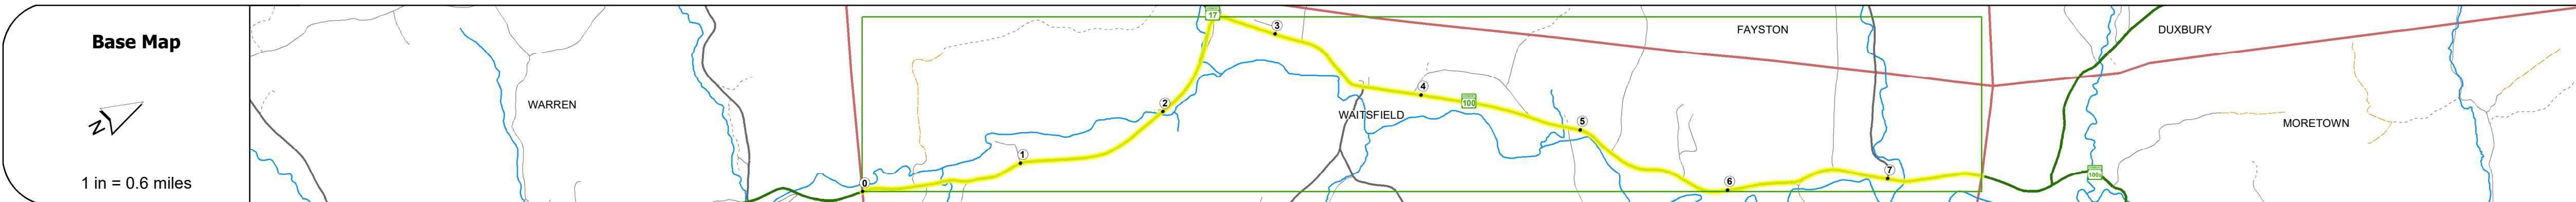 Base Map
N
1 in = 0.6 miles
WARREN
0
1
2
17
3
WAITSFIELD
4
100
5
FAYSTON
6
7
DUXBURY
100B
MORETOWN